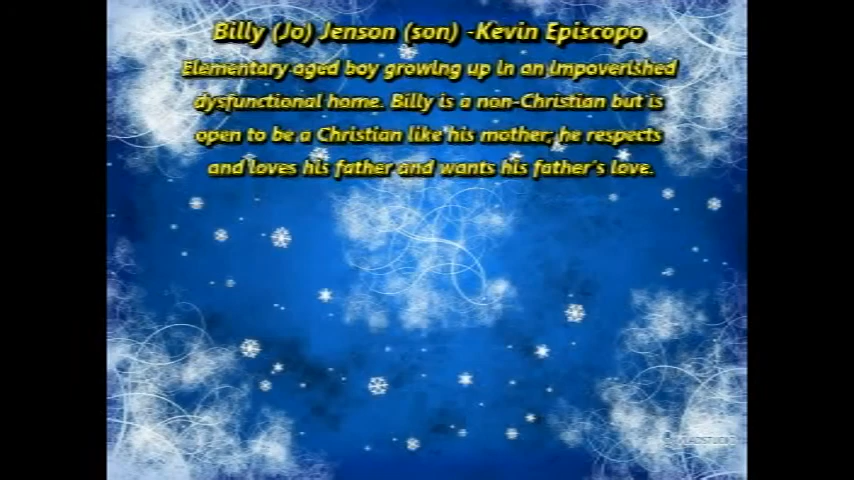 Billy (Jo) Jenson (son) -Kevin Episcopo
Elementary-aged boy growing up in an impoverished
dysfunctional home. Billy is a non-Christian but is
open to be a Christian like his mother; he respects
and loves his father and wants his father's love.